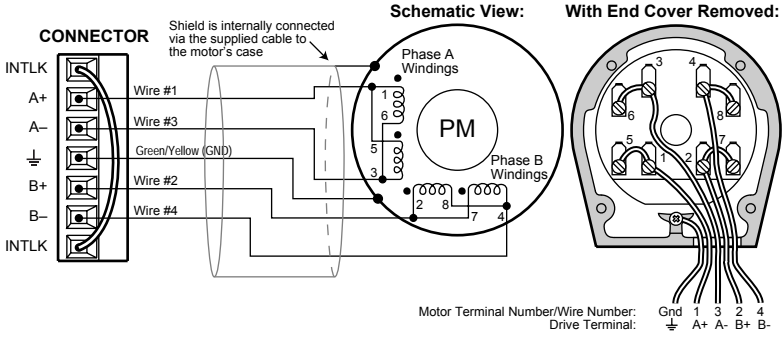 Schematic View:
With End Cover Removed:
Shield is internally connected
via the supplied cable to
the motor's case
CONNECTOR
INTLK
A+
A–
B+
B–
INTLK
Wire #1
Wire #3
Green/Yellow (GND)
Wire #2
Wire #4
Phase A
Windings
1
6
5
3
PM
Phase B
Windings
2
8
7
4
3
4
6
8
5
1
2
7
Motor Terminal Number/Wire Number: Gnd 1 3 2 4
Drive Terminal: A+ A- B+ B-